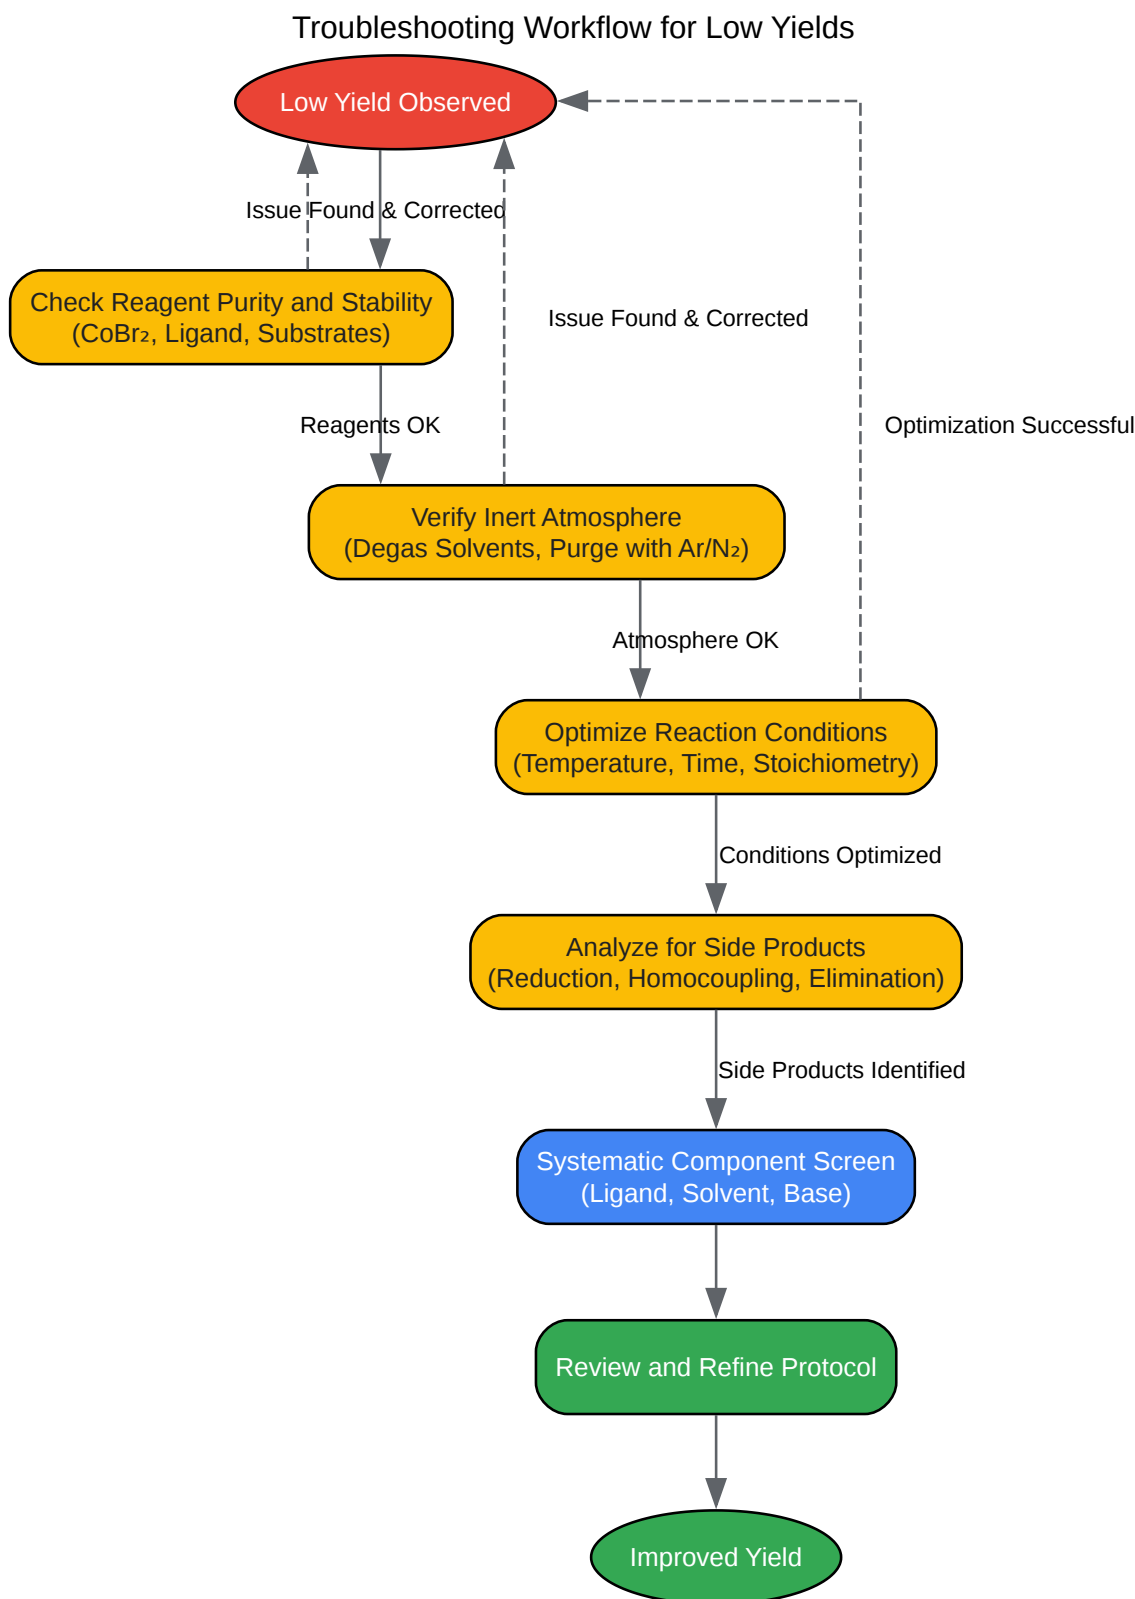 Troubleshooting Workflow for Low Yields
Low Yield Observed
Issue Found & Corrected
Check Reagent Purity and Stability
(CoBr₂, Ligand, Substrates)
Issue Found & Corrected
Reagents OK
Optimization Successful
Verify Inert Atmosphere
(Degas Solvents, Purge with Ar/N₂)
Atmosphere OK
Optimize Reaction Conditions
(Temperature, Time, Stoichiometry)
Conditions Optimized
Analyze for Side Products
(Reduction, Homocoupling, Elimination)
Side Products Identified
Systematic Component Screen
(Ligand, Solvent, Base)
Review and Refine Protocol
Improved Yield